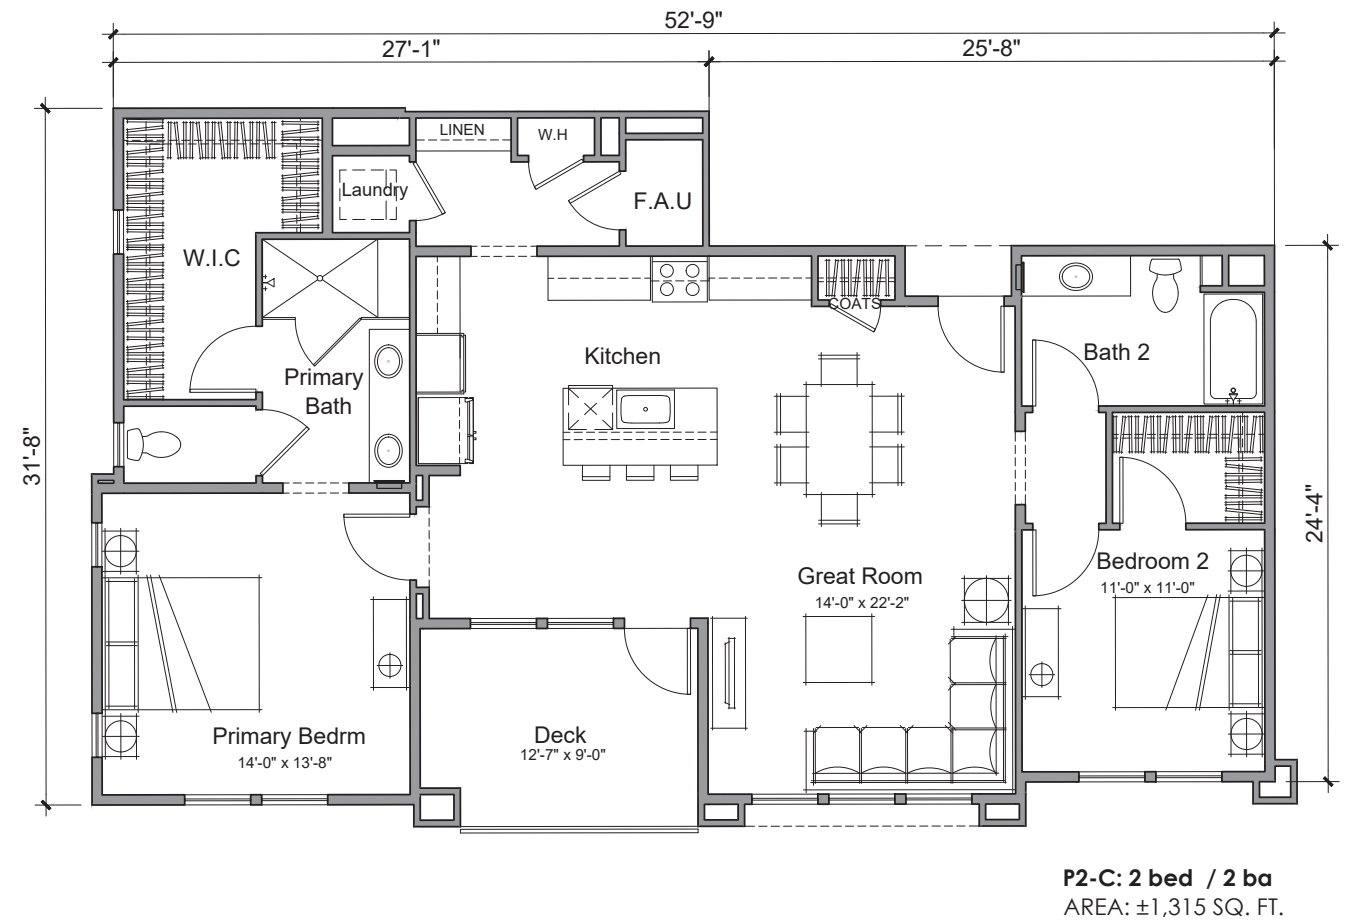 52'-9"
27'-1"
25'-8"
LINEN
W.H
Laundry
F.A.U
W.I.C
COATS
Kitchen
Bath 2
Primary
Bath
31'-8"
24'-4"
Bedroom 2
11'-0" x 11'-0"
Great Room
14'-0" x 22'-2"
Primary Bedrm
14'-0" x 13'-8"
Deck
12'-7" x 9'-0"
P2-C: 2 bed / 2 ba
AREA: ±1,315 SQ. FT.